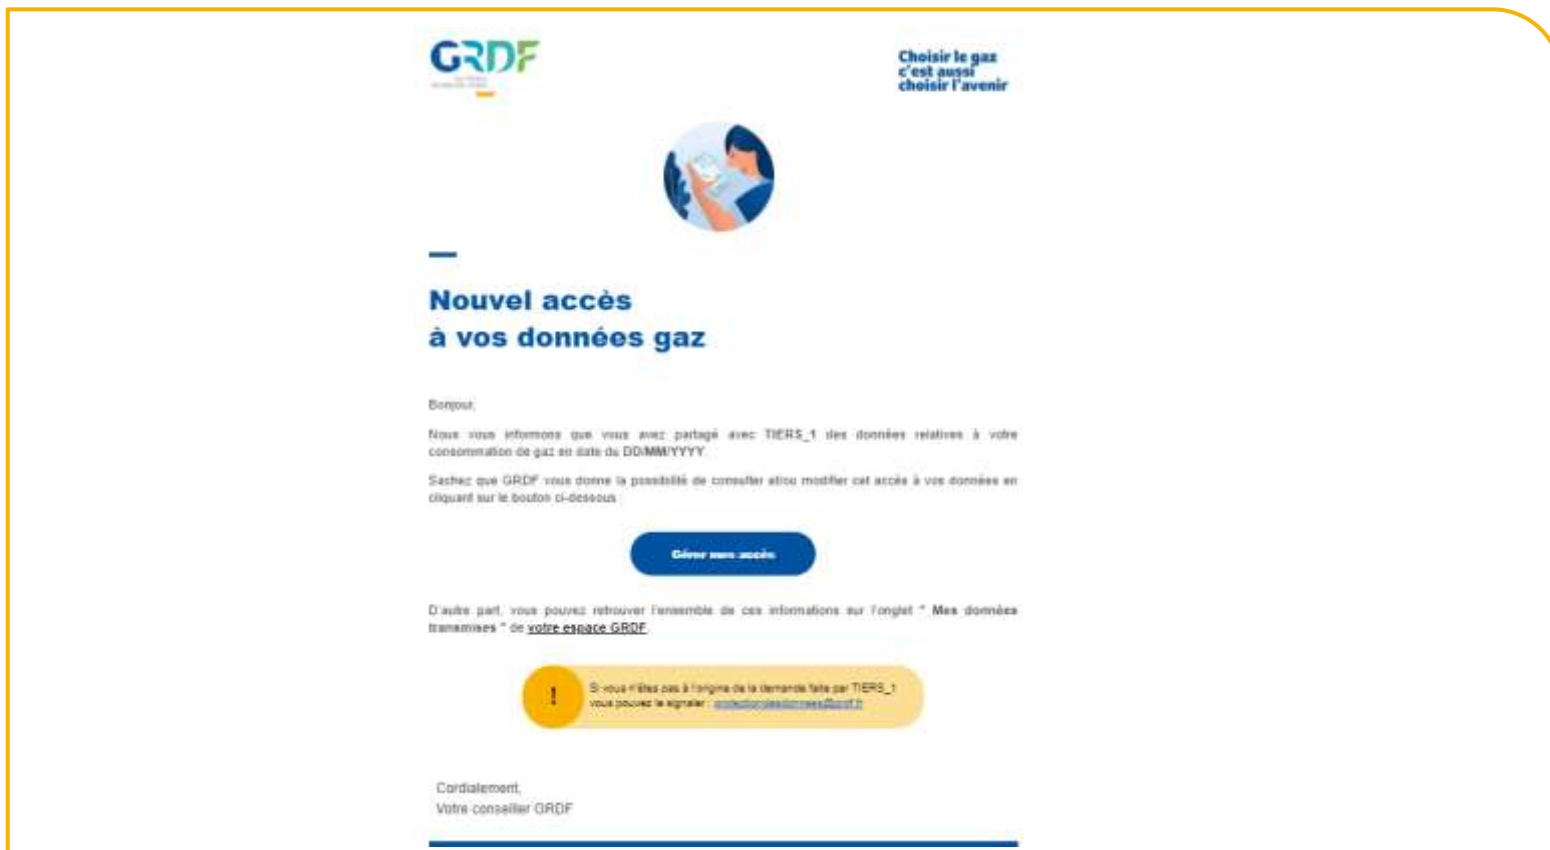 GRDF
Choisir le gaz
c'est aussi
choisir l'avenir
Nouvel accès
à vos données gaz
Bonjour,
Nous vous informons que vous avez partagé avec TIERS_1 des données relatives à votre
consommation de gaz en date du DD/MM/YYYY.
Sachez que GRDF vous donne la possibilité de consulter et/ou modifier cet accès à vos données en
cliquant sur le bouton ci-dessous :
Gérer mes accès
D'autre part, vous pouvez retrouver l'ensemble de ces informations sur l'onglet " Mes données
transmises " de votre espace GRDF.
!
Si vous n'êtes pas à l'origine de la demande faite par TIERS_1
vous pouvez le signaler : protectiondesdonnees@grdf.fr
Cordialement,
Votre conseiller GRDF